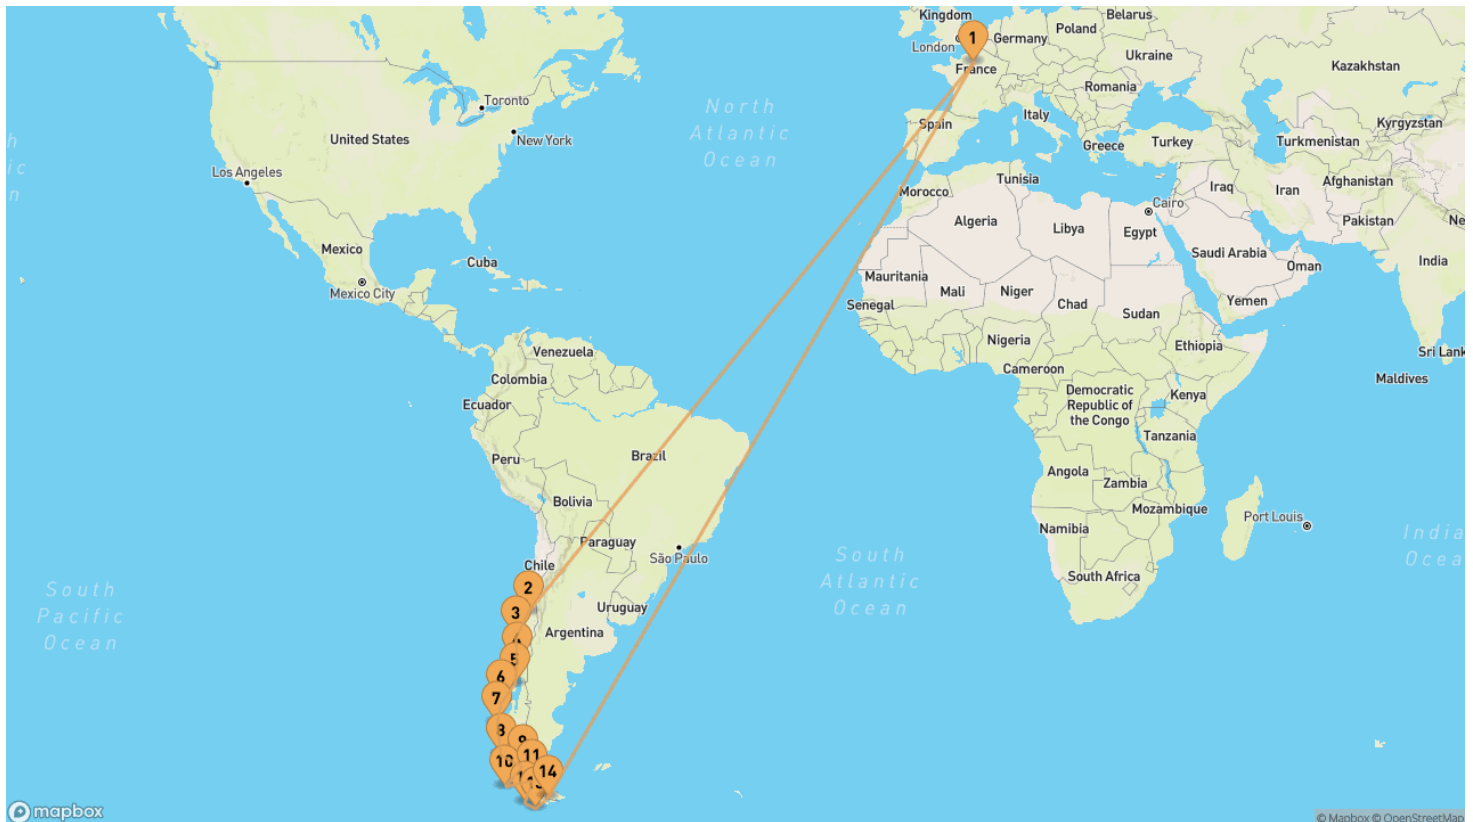 Kingdom
London
Belarus
Poland
Germany
1
Ukraine
France
Kazakhstan
Romania
Toronto
North
Atlantic
Ocean
Italy
Spain
Kyrgyzstan
United States
New York
Greece
Turkey
Turkmenistan
Los Angeles
Tunisia
Afghanistan
Morocco
Iraq
Iran
Cairo
Pakistan
Algeria
Libya
Egypt
Mexico
Saudi Arabia
Oman
India
Cuba
Mauritania
Mali
Niger
Chad
Yemen
Mexico City
Senegal
Sudan
Nigeria
Ethiopia
Venezuela
Sri Lank
Cameroon
Colombia
Maldives
Democratic
Republic of
the Congo
Kenya
Ecuador
Tanzania
Brazil
Peru
Angola
Zambia
Bolivia
Mozambique
Port Louis
Namibia
India
Ocea
Paraguay
São Paulo
South
Atlantic
Ocean
Chile
South Africa
South
Pacific
Ocean
2
3
Uruguay
Argentina
5
6
7
8
9
10
11
14
mapbox
© Mapbox © OpenStreetMap